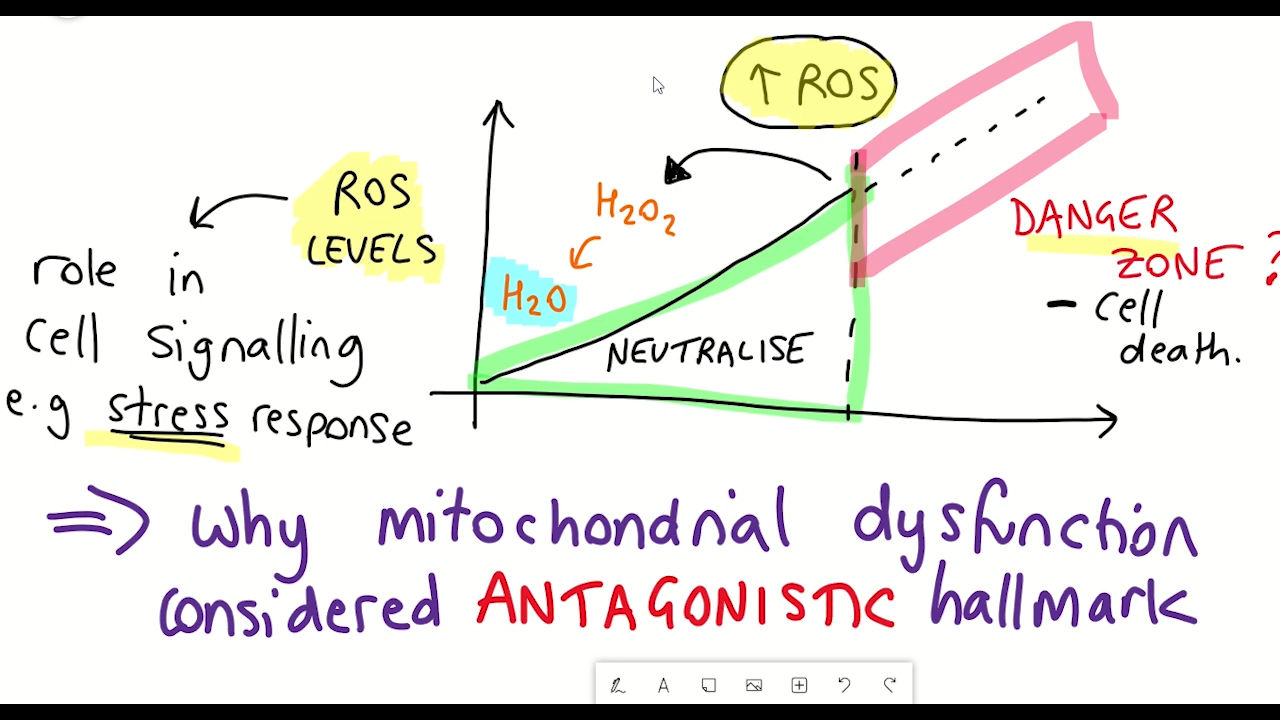 ↑ ROS
ROS
LEVELS
H₂O₂
H₂O
NEUTRALISE
DANGER
ZONE ?
- cell
death.
role in
cell signalling
e.g stress response
=> why mitochondrial dysfunction
considered ANTAGONISTIC hallmark
A